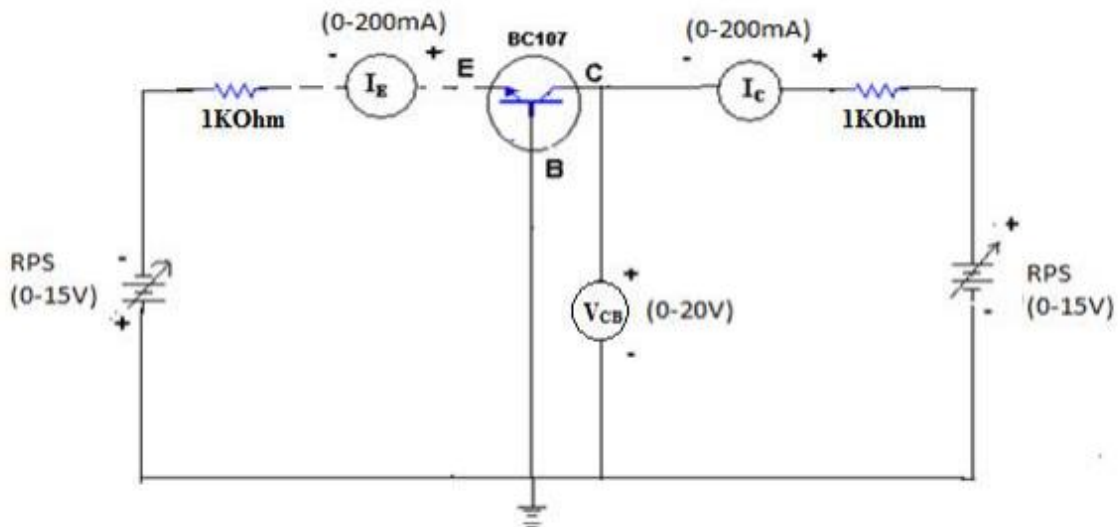 (0-200mA)
BC107
(0-200mA)
- +
- +
E
C
I_E
I_C
1KOhm
1KOhm
B
+
-
RPS
(0-15V)
+
+
V_CB
(0-20V)
-
RPS
(0-15V)
-